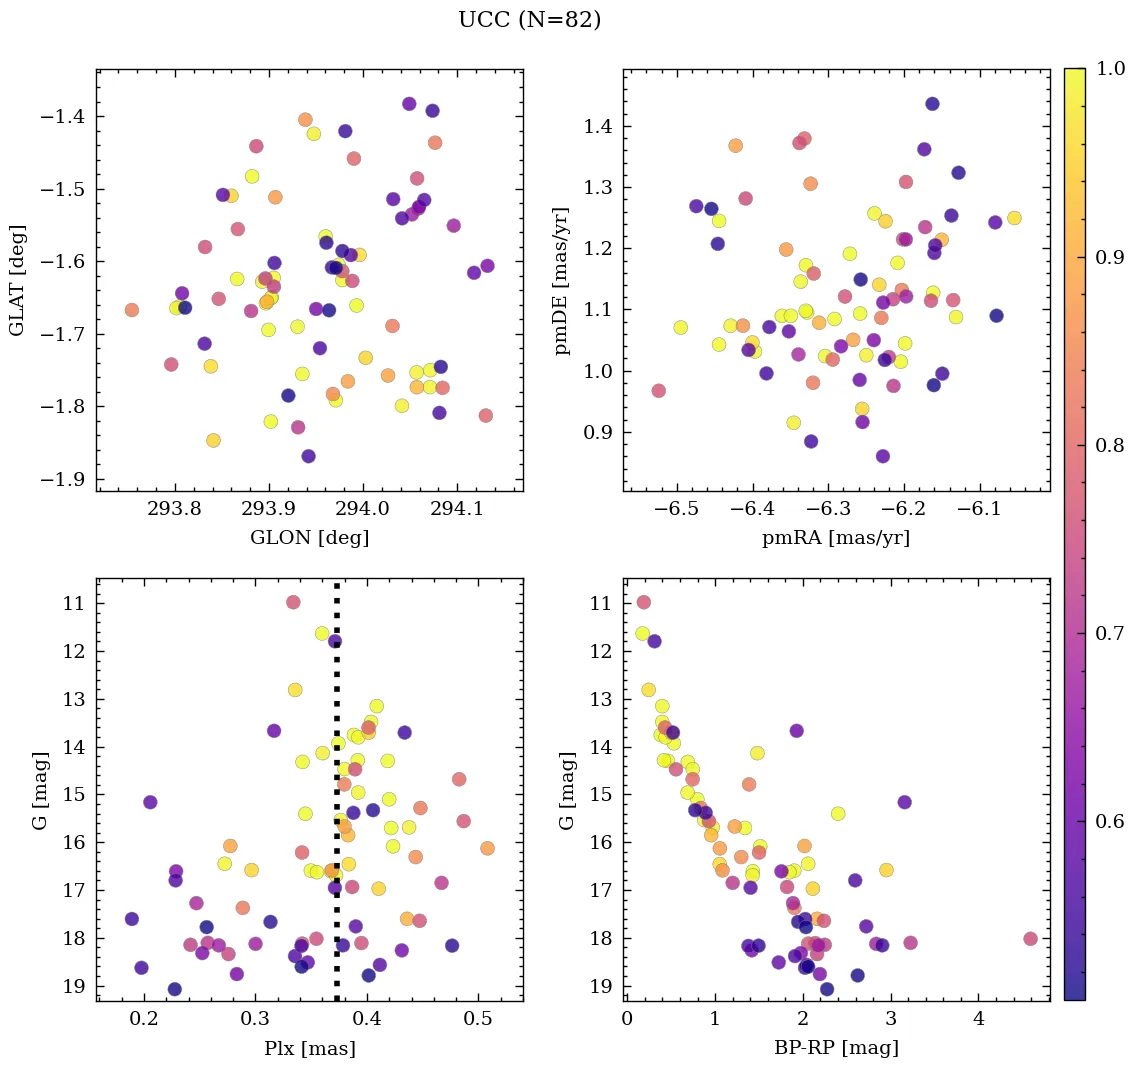 UCC (N=82)
−1.4
−1.5
−1.6
−1.7
−1.8
−1.9
GLAT [deg]
293.8 293.9 294.0 294.1
GLON [deg]
1.4
1.3
1.2
1.1
1.0
0.9
pmDE [mas/yr]
−6.5 −6.4 −6.3 −6.2 −6.1
pmRA [mas/yr]
1.0
0.9
0.8
0.7
0.6
11
12
13
14
15
16
17
18
19
G [mag]
0.2 0.3 0.4 0.5
Plx [mas]
11
12
13
14
15
16
17
18
19
G [mag]
0 1 2 3 4
BP-RP [mag]